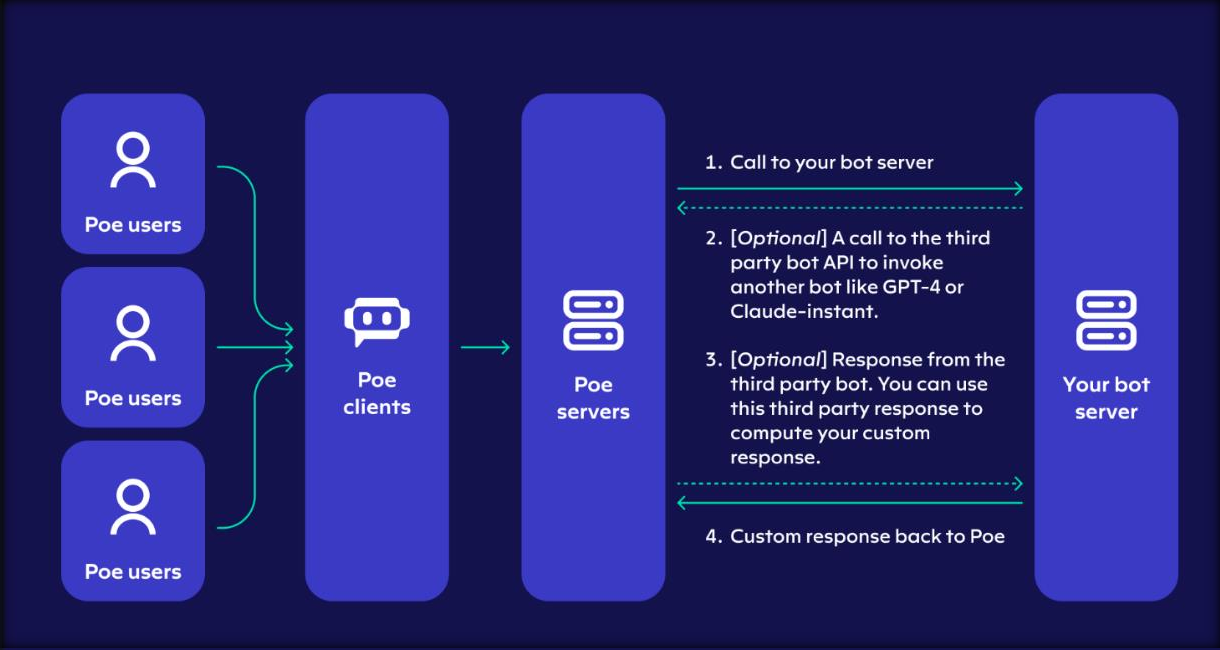 Poe users
Poe users
Poe users
Poe
clients
Poe
servers
1. Call to your bot server
2. [Optional] A call to the third
party bot API to invoke
another bot like GPT-4 or
Claude-instant.
3. [Optional] Response from the
third party bot. You can use
this third party response to
compute your custom
response.
4. Custom response back to Poe
Your bot
server